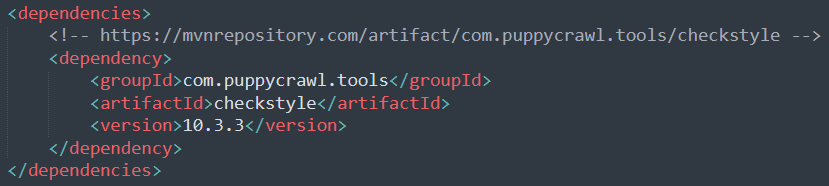 <dependencies>
<!-- https://mvnrepository.com/artifact/com.puppycrawl.tools/checkstyle -->
<dependency>
<groupId>com.puppycrawl.tools</groupId>
<artifactId>checkstyle</artifactId>
<version>10.3.3</version>
</dependency>
</dependencies>